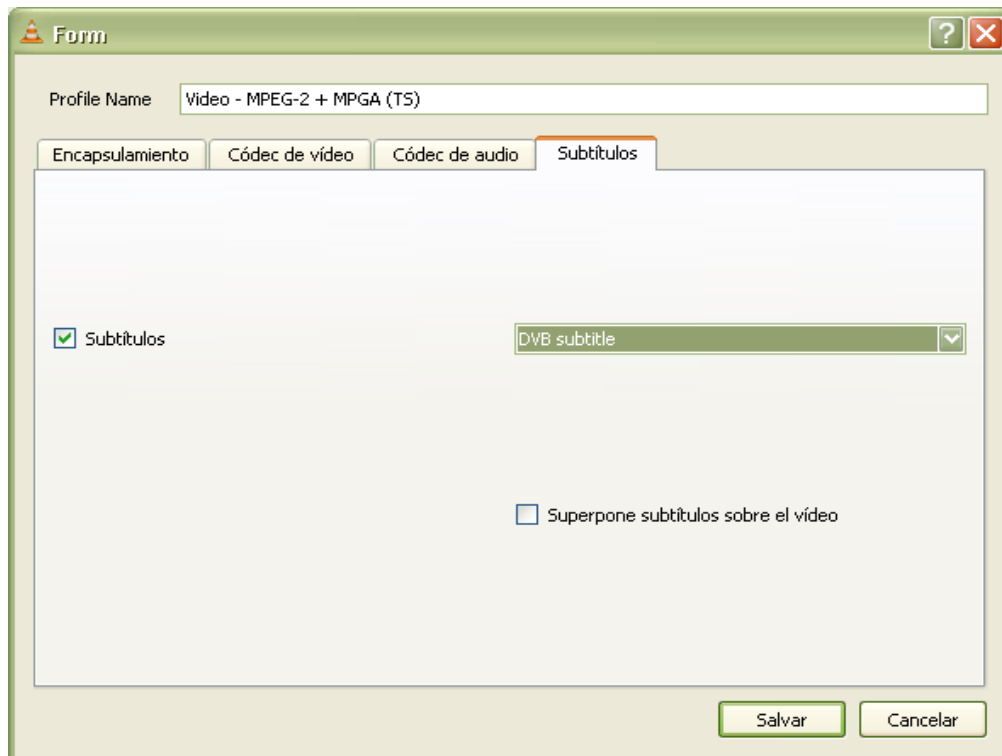 Form
Profile Name Video - MPEG-2 + MPGA (TS)
Encapsulamiento Códec de vídeo Códec de audio Subtítulos
Subtítulos DVB subtitle
Superpone subtítulos sobre el vídeo
Salvar Cancelar